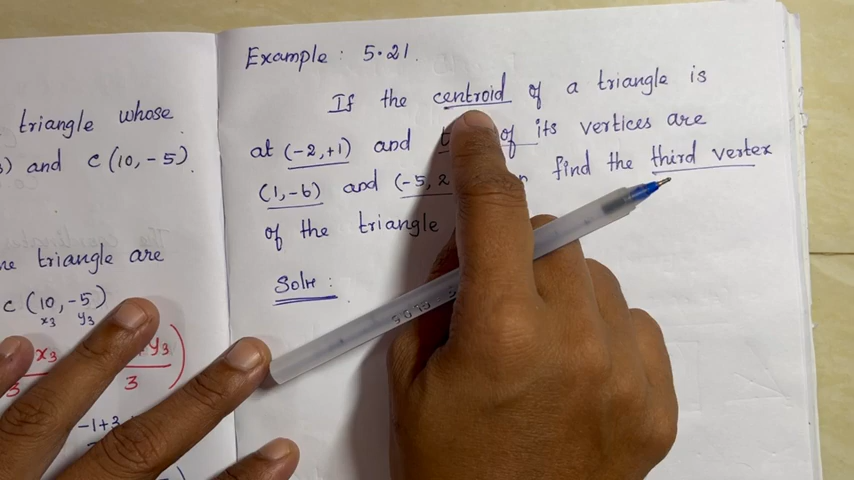 triangle whose
) and C(10, -5).
ne triangle are
C (10, -5)
x3 y3
x3 + y3
3 3
-1+3
Example : 5.21.
If the centroid of a triangle is
at (-2,+1) and of its vertices are
(1,-6) and (-5,2 find the third vertex
of the triangle
Soln :